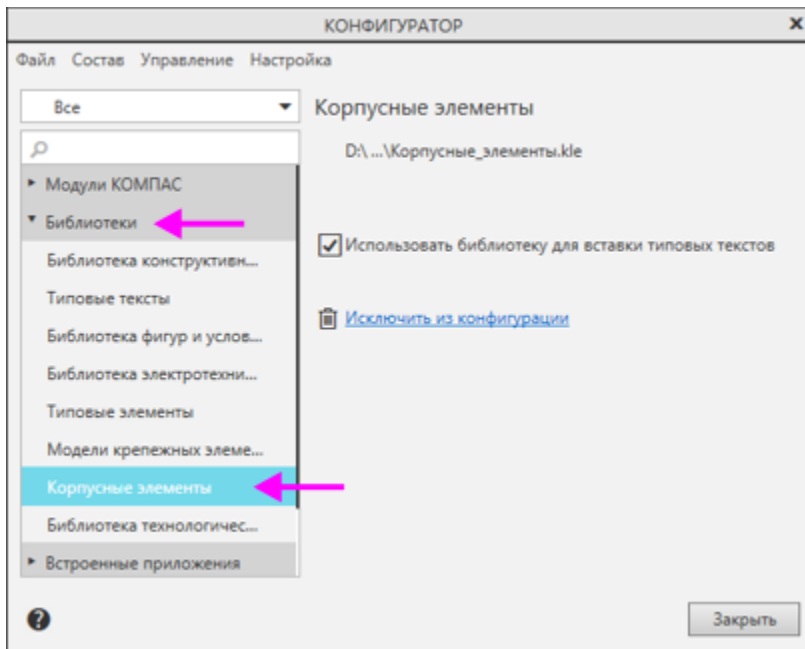 КОНФИГУРАТОР
Файл Состав Управление Настройка
Все
Корпусные элементы
D:\ ...\Корпусные_элементы.kle
Модули КОМПАС
Библиотеки
Использовать библиотеку для вставки типовых текстов
Библиотека конструктивн...
Типовые тексты
Исключить из конфигурации
Библиотека фигур и услов...
Библиотека электротехни...
Типовые элементы
Модели крепежных элеме...
Корпусные элементы
Библиотека технологичес...
Встроенные приложения
Закрыть